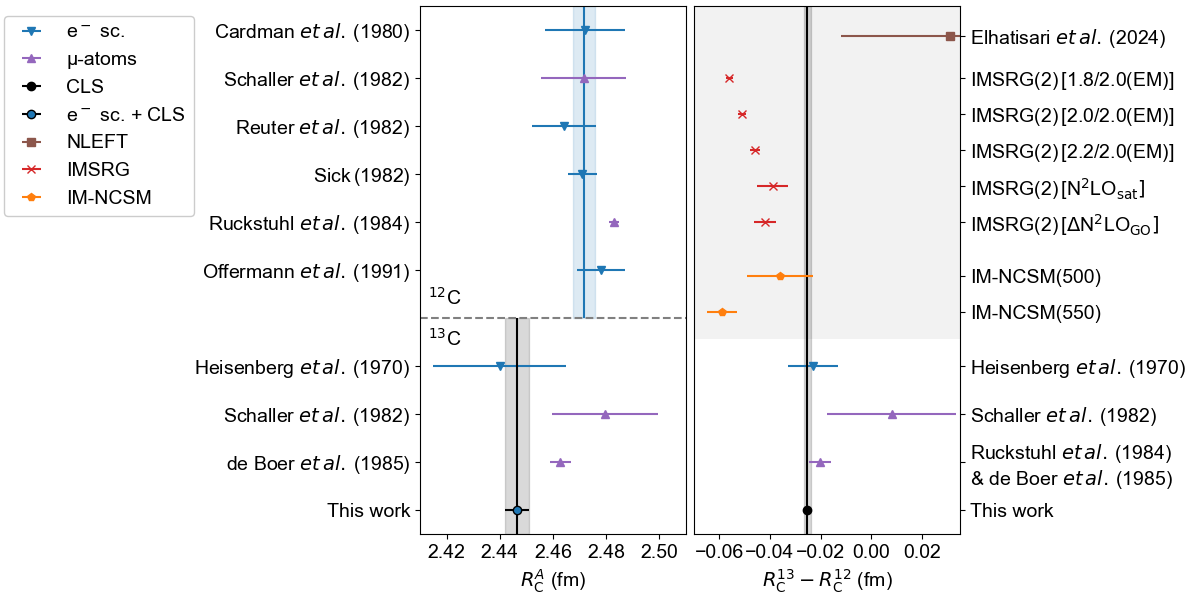 e⁻ sc.
μ-atoms
CLS
e⁻ sc. + CLS
NLEFT
IMSRG
IM-NCSM
Cardman et al. (1980)
Schaller et al. (1982)
Reuter et al. (1982)
Sick (1982)
Ruckstuhl et al. (1984)
Offermann et al. (1991)
¹²C
¹³C
Heisenberg et al. (1970)
Schaller et al. (1982)
de Boer et al. (1985)
This work
2.42 2.44 2.46 2.48 2.50
R_C^A (fm)
Elhatisari et al. (2024)
IMSRG(2)[1.8/2.0(EM)]
IMSRG(2)[2.0/2.0(EM)]
IMSRG(2)[2.2/2.0(EM)]
IMSRG(2)[N²LO_sat]
IMSRG(2)[ΔN²LO_GO]
IM-NCSM(500)
IM-NCSM(550)
Heisenberg et al. (1970)
Schaller et al. (1982)
Ruckstuhl et al. (1984)
& de Boer et al. (1985)
This work
−0.06 −0.04 −0.02 0.00 0.02
R_C^13 − R_C^12 (fm)